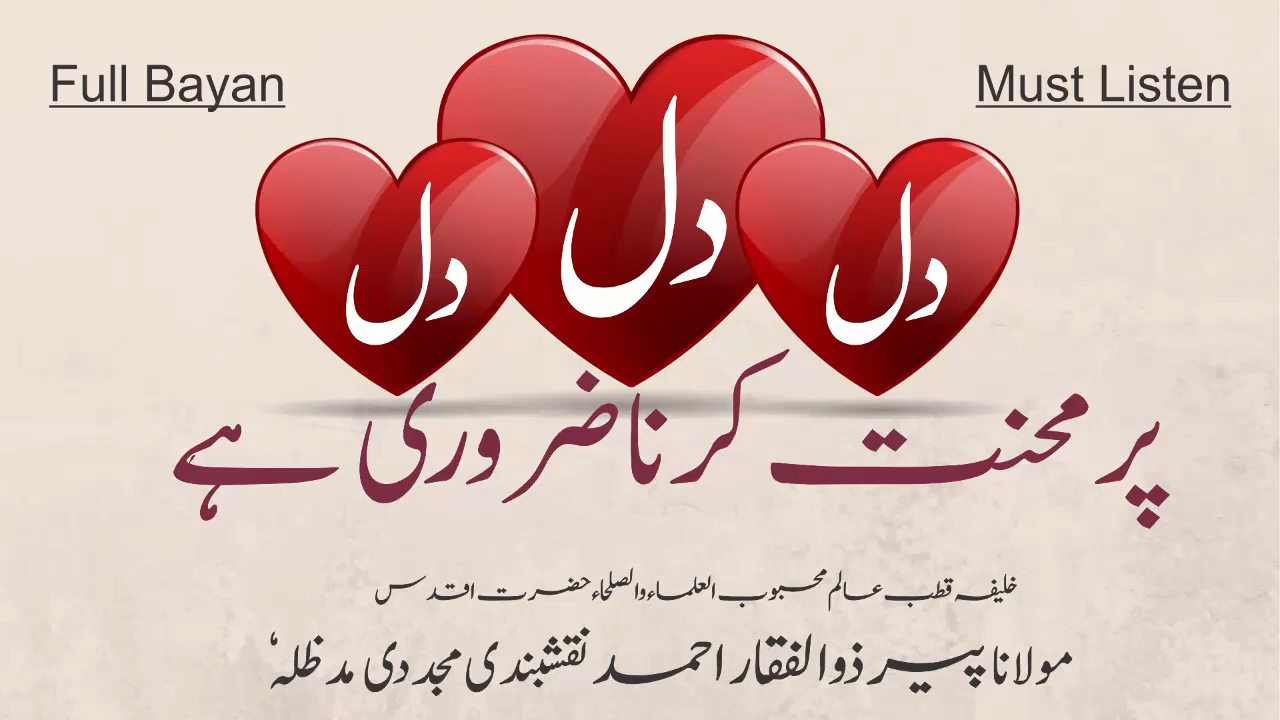 Full Bayan
Must Listen
دل دل دل
پر محنت کرنا ضروری ہے
خلیفہ قطب عالم محبوب العلماء والصلحاء حضرت اقدس
مولانا پیر ذوالفقار احمد نقشبندی مجددی مدظلہٗ